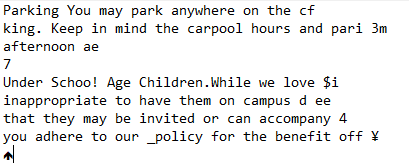 Parking You may park anywhere on the cf
king. Keep in mind the carpool hours and pari 3m
afternoon ae
7
Under Schoo! Age Children.While we love $i
inappropriate to have them on campus d ee
that they may be invited or can accompany 4
you adhere to our _policy for the benefit off ¥
♠